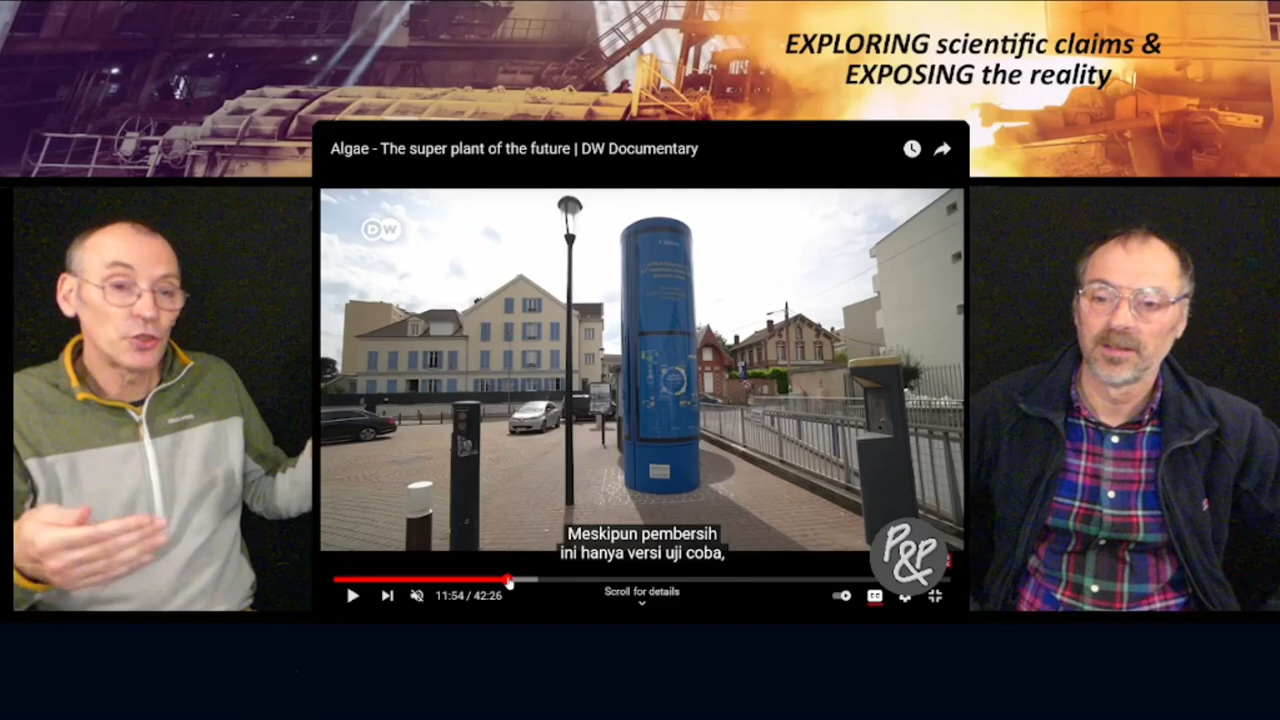 EXPLORING scientific claims &
EXPOSING the reality
Algae - The super plant of the future | DW Documentary
DW
Meskipun pembersih
ini hanya versi uji coba,
P&P
11:54 / 42:26
Scroll for details